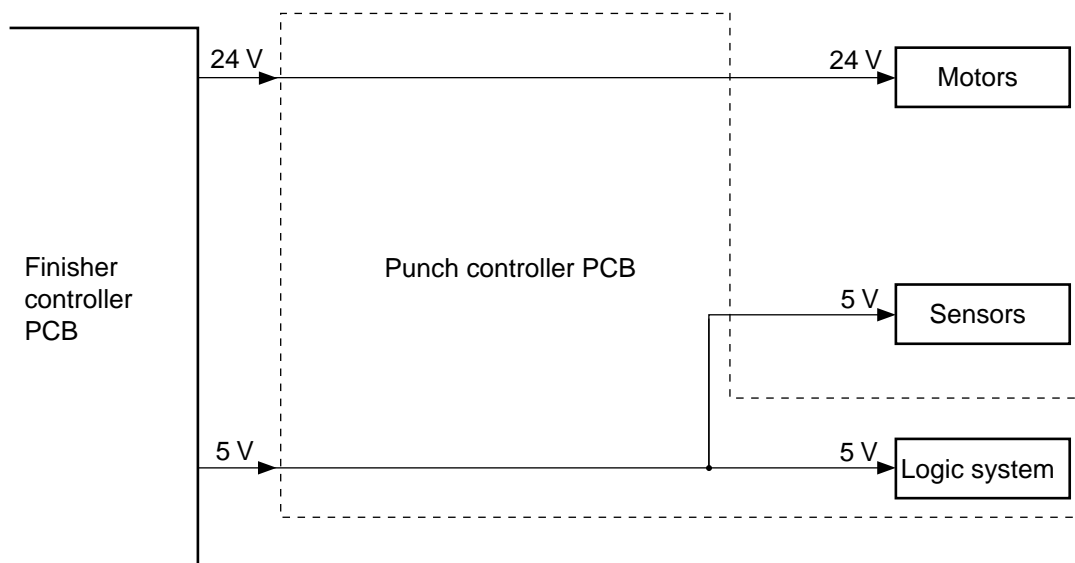 24 V
24 V
Motors
Finisher
controller
PCB
Punch controller PCB
5 V
Sensors
5 V
5 V
Logic system